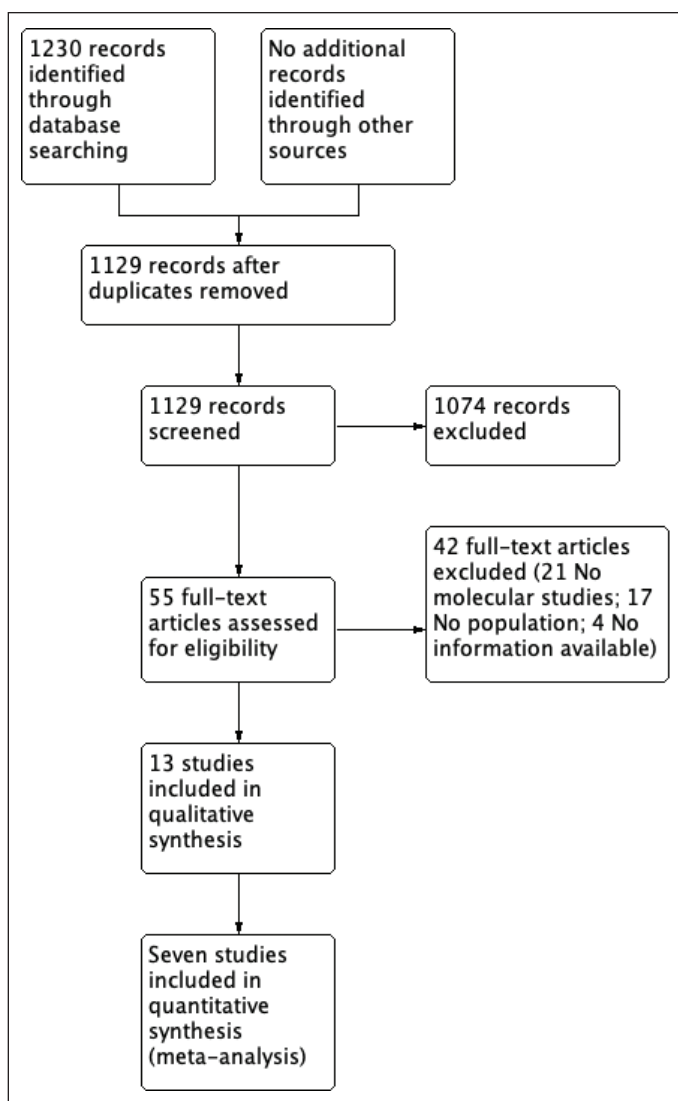 1230 records
identified
through
database
searching
No additional
records
identified
through other
sources
1129 records after
duplicates removed
1129 records
screened
1074 records
excluded
55 full-text
articles assessed
for eligibility
42 full-text articles
excluded (21 No
molecular studies; 17
No population; 4 No
information available)
13 studies
included in
qualitative
synthesis
Seven studies
included in
quantitative
synthesis
(meta-analysis)